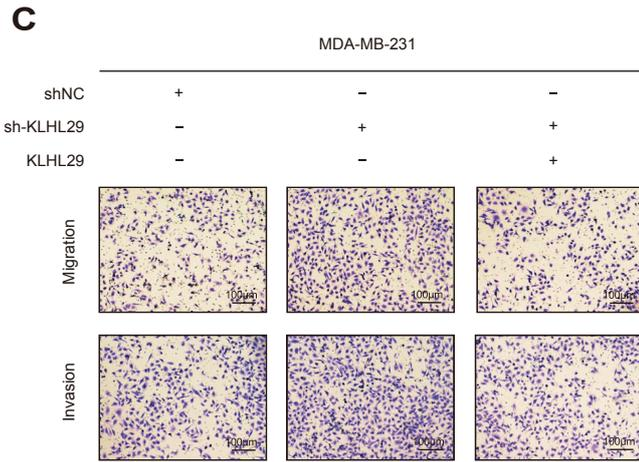 C
MDA-MB-231
shNC + – –
sh-KLHL29 – + +
KLHL29 – – +
Migration
100μm 100μm 100μm
Invasion
100μm 100μm 100μm